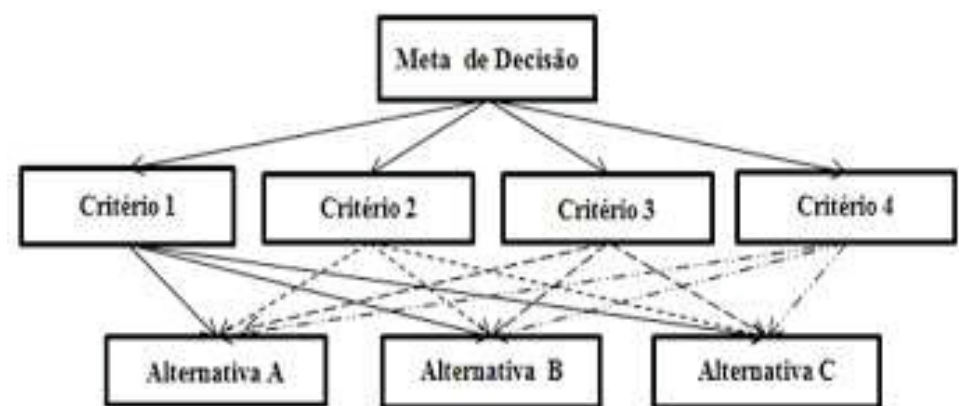 Meta de Decisão
Critério 1
Critério 2
Critério 3
Critério 4
Alternativa A
Alternativa B
Alternativa C